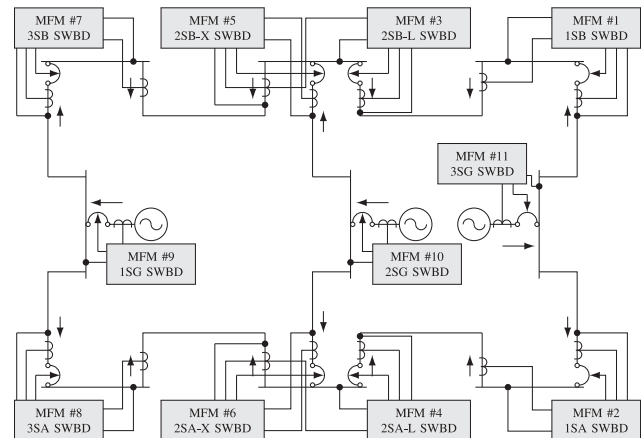 MFM #7
3SB SWBD
MFM #5
2SB-X SWBD
MFM #3
2SB-L SWBD
MFM #1
1SB SWBD
MFM #11
3SG SWBD
MFM #9
1SG SWBD
MFM #10
2SG SWBD
MFM #8
3SA SWBD
MFM #6
2SA-X SWBD
MFM #4
2SA-L SWBD
MFM #2
1SA SWBD